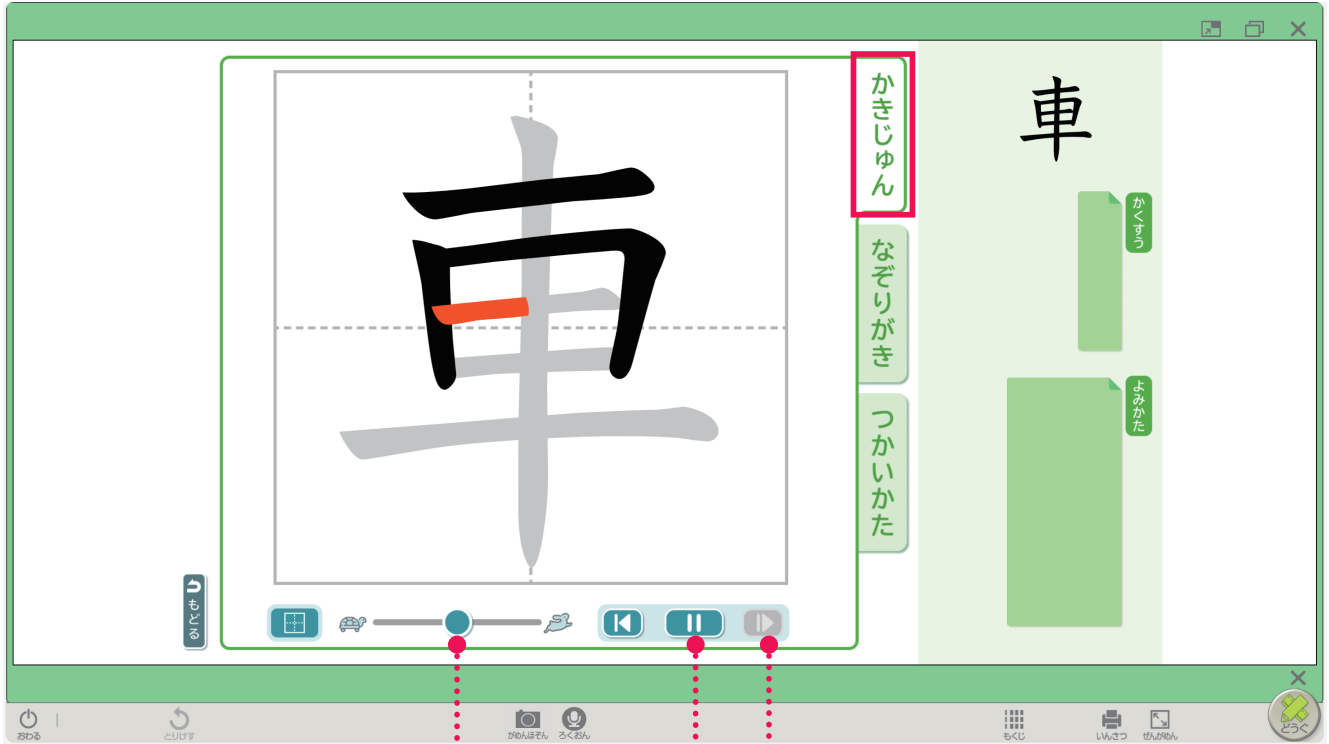 車
かきじゅん
なぞりがき
つかいかた
車
かくすう
よみかた
もどる
おわる
とりけす
がめんほぞん
ろくおん
もくじ
いんさつ
ぜんがめん
どうぐ